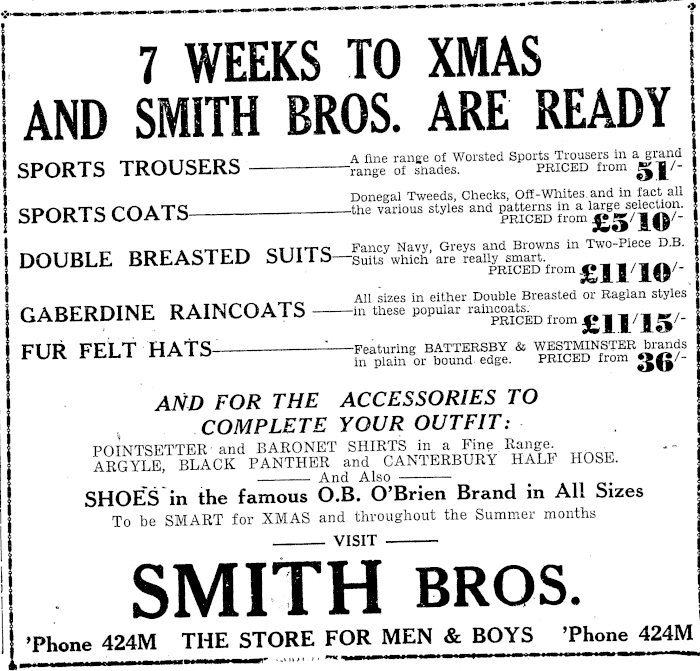 7 WEEKS TO XMAS
AND SMITH BROS. ARE READY
SPORTS TROUSERS
A fine range of Worsted Sports Trousers in a grand
range of shades. PRICED from 51/-
SPORTS COATS
Donegal Tweeds, Checks, Off-Whites and in fact all
the various styles and patterns in a large selection.
PRICED from £5/10/-
DOUBLE BREASTED SUITS
Fancy Navy, Greys and Browns in Two-Piece D.B.
Suits which are really smart.
PRICED from £11/10/-
GABERDINE RAINCOATS
All sizes in either Double Breasted or Raglan styles
in these popular raincoats.
PRICED from £11/15/-
FUR FELT HATS
Featuring BATTERSBY & WESTMINSTER brands
in plain or bound edge. PRICED from 36/-
AND FOR THE ACCESSORIES TO
COMPLETE YOUR OUTFIT:
POINTSETTER and BARONET SHIRTS in a Fine Range.
ARGYLE, BLACK PANTHER and CANTERBURY HALF HOSE.
And Also
SHOES in the famous O.B. O'Brien Brand in All Sizes
To be SMART for XMAS and throughout the Summer months
VISIT
SMITH BROS.
'Phone 424M THE STORE FOR MEN & BOYS 'Phone 424M